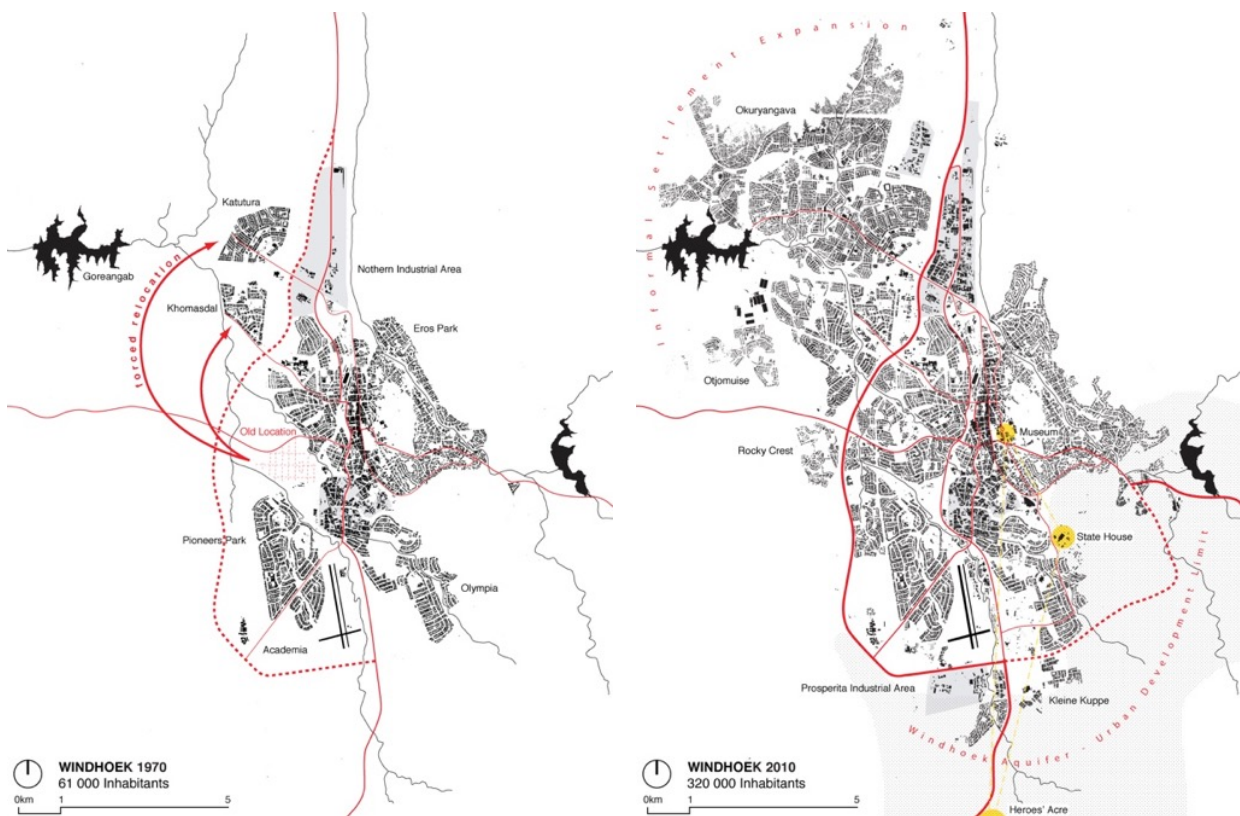 Katutura
Goreangab
forced relocation
Nothern Industrial Area
Khomasdal
Eros Park
Old Location
Pioneers Park
Olympia
Academia
WINDHOEK 1970
61 000 Inhabitants
0km 1 5
Informal Settlement Expansion
Okuryangava
Otjomuise
Museum
Rocky Crest
State House
Prosperita Industrial Area
Kleine Kuppe
Windhoek Aquifer - Urban Development Limit
WINDHOEK 2010
320 000 Inhabitants
0km 1 5
Heroes' Acre